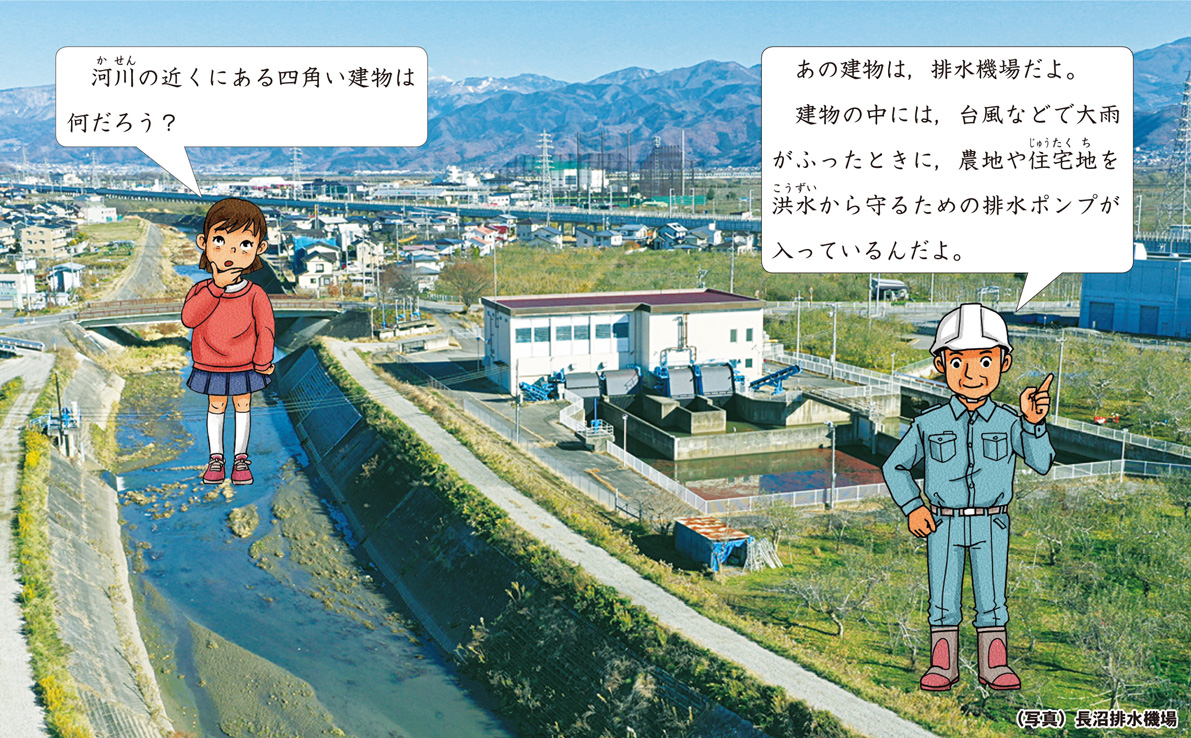 河川の近くにある四角い建物は
何だろう？
あの建物は，排水機場だよ。
建物の中には，台風などで大雨
がふったときに，農地や住宅地を
洪水から守るための排水ポンプが
入っているんだよ。
（写真）長沼排水機場